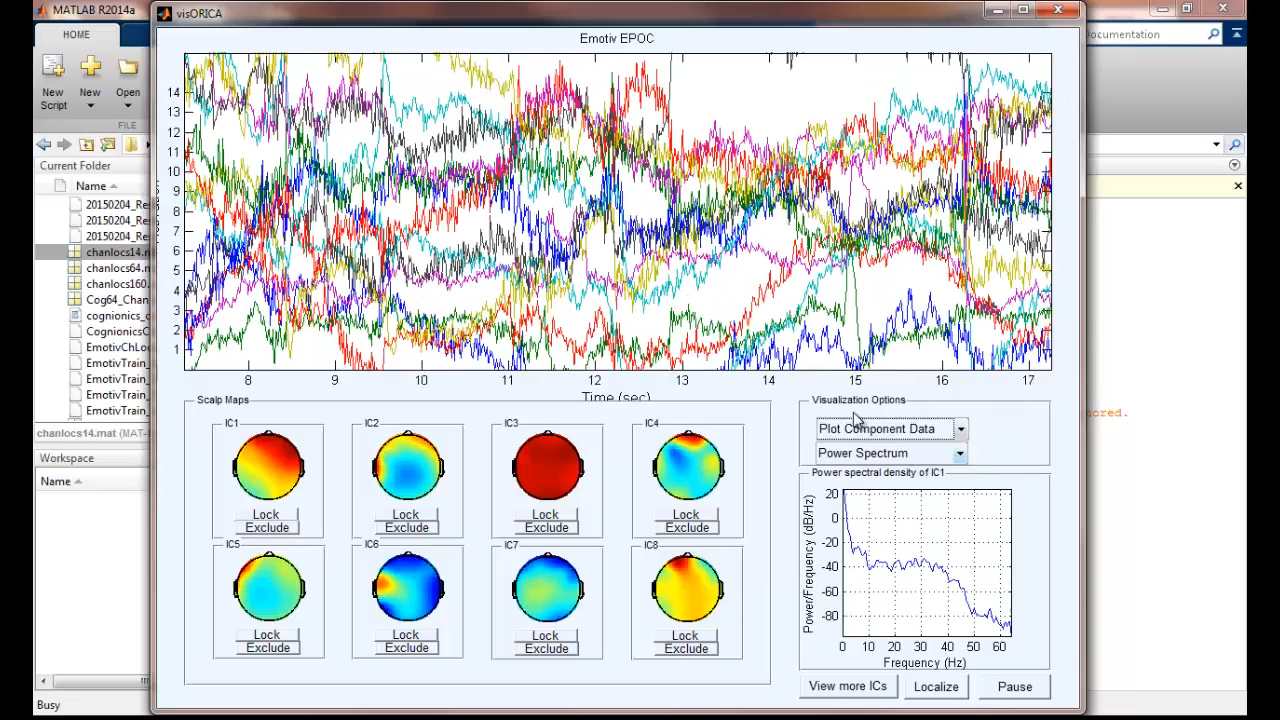 MATLAB R2014a
visORICA
HOME
Documentation
New Script
New
Open
FILE
Current Folder
Name
20150204_Res
20150204_Res
20150204_Res
chanlocs14.m
chanlocs64.m
chanlocs160.
Cog64_Chan
cognionics_c
CognionicsC
EmotivChLoc
EmotivTrain_
EmotivTrain_
EmotivTrain_
EmotivTrain_
chanlocs14.mat (MAT-
Workspace
Name
Busy
Emotiv EPOC
14
13
12
11
10
9
8
7
6
5
4
3
2
1
8 9 10 11 12 13 14 15 16 17
Time (sec)
Scalp Maps
IC1 IC2 IC3 IC4
Lock Lock Lock Lock
Exclude Exclude Exclude Exclude
IC5 IC6 IC7 IC8
Lock Lock Lock Lock
Exclude Exclude Exclude Exclude
Visualization Options
Plot Component Data
Power Spectrum
Power spectral density of IC1
Power/Frequency (dB/Hz)
20
0
-20
-40
-60
-80
0 10 20 30 40 50 60
Frequency (Hz)
View more ICs Localize Pause
ored.